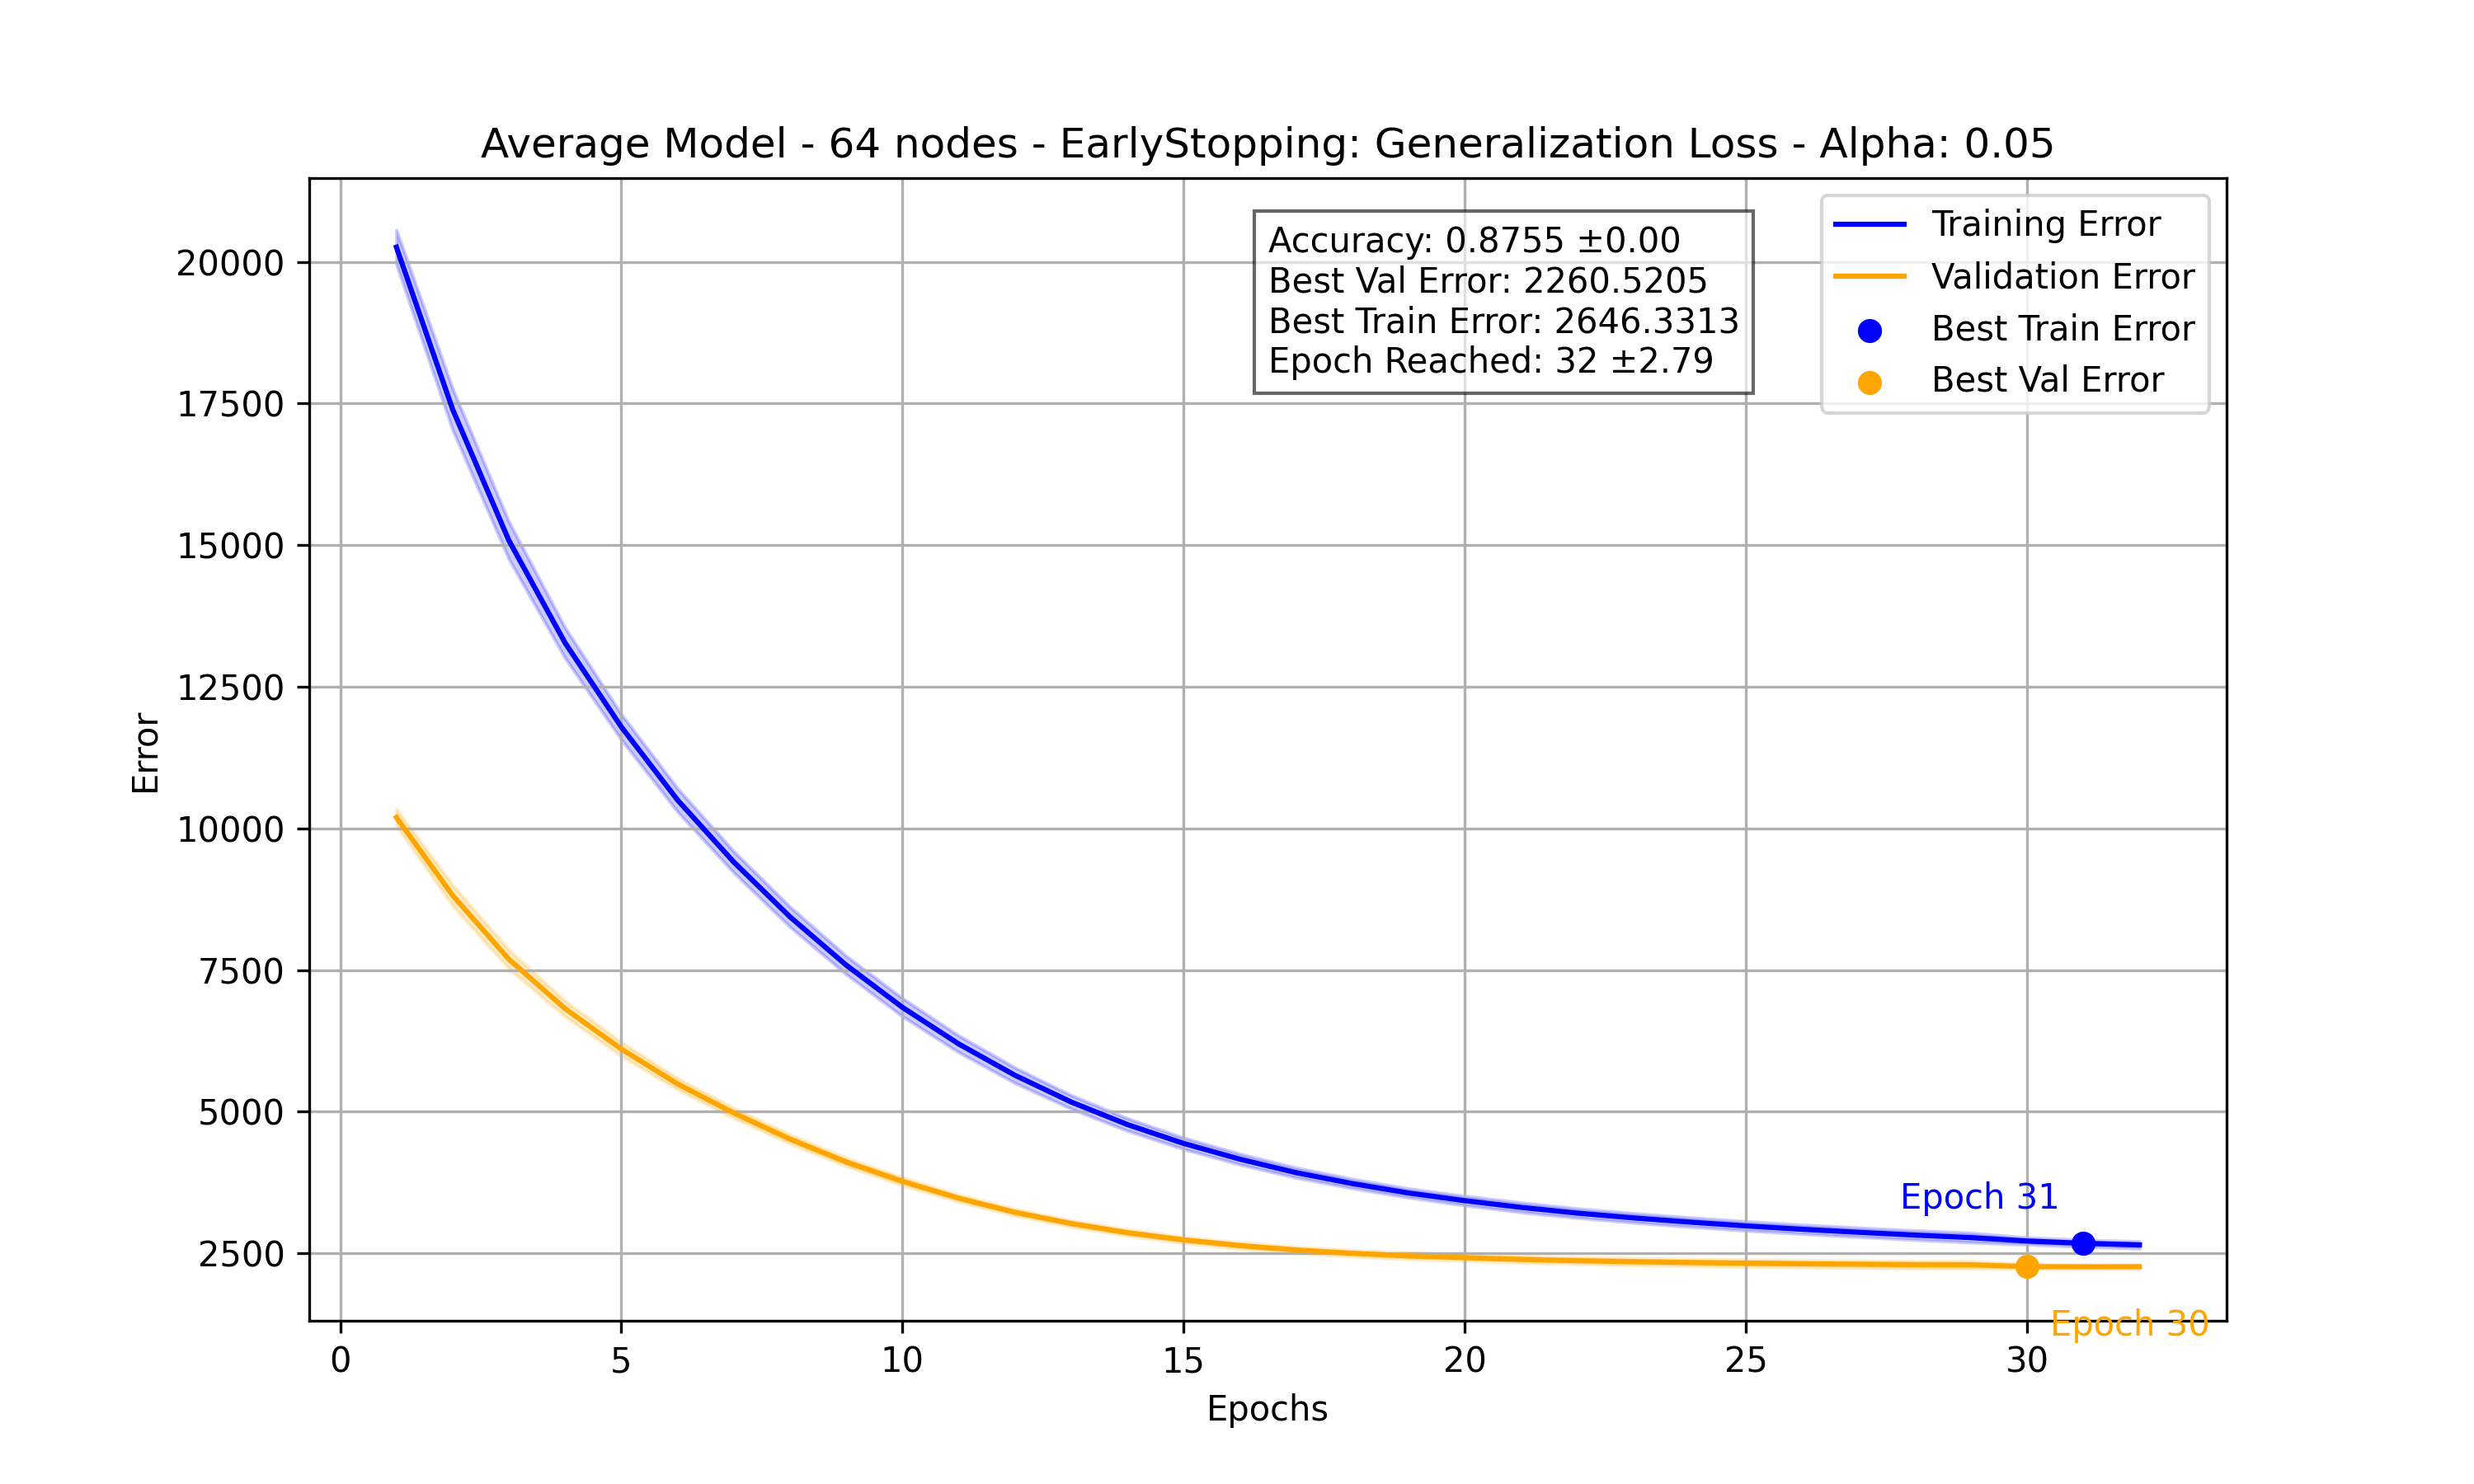 Average Model - 64 nodes - EarlyStopping: Generalization Loss - Alpha: 0.05
Accuracy: 0.8755 ±0.00
Best Val Error: 2260.5205
Best Train Error: 2646.3313
Epoch Reached: 32 ±2.79
Training Error
Validation Error
Best Train Error
Best Val Error
20000
17500
15000
12500
10000
7500
5000
2500
Error
Epoch 31
Epoch 30
0 5 10 15 20 25 30
Epochs